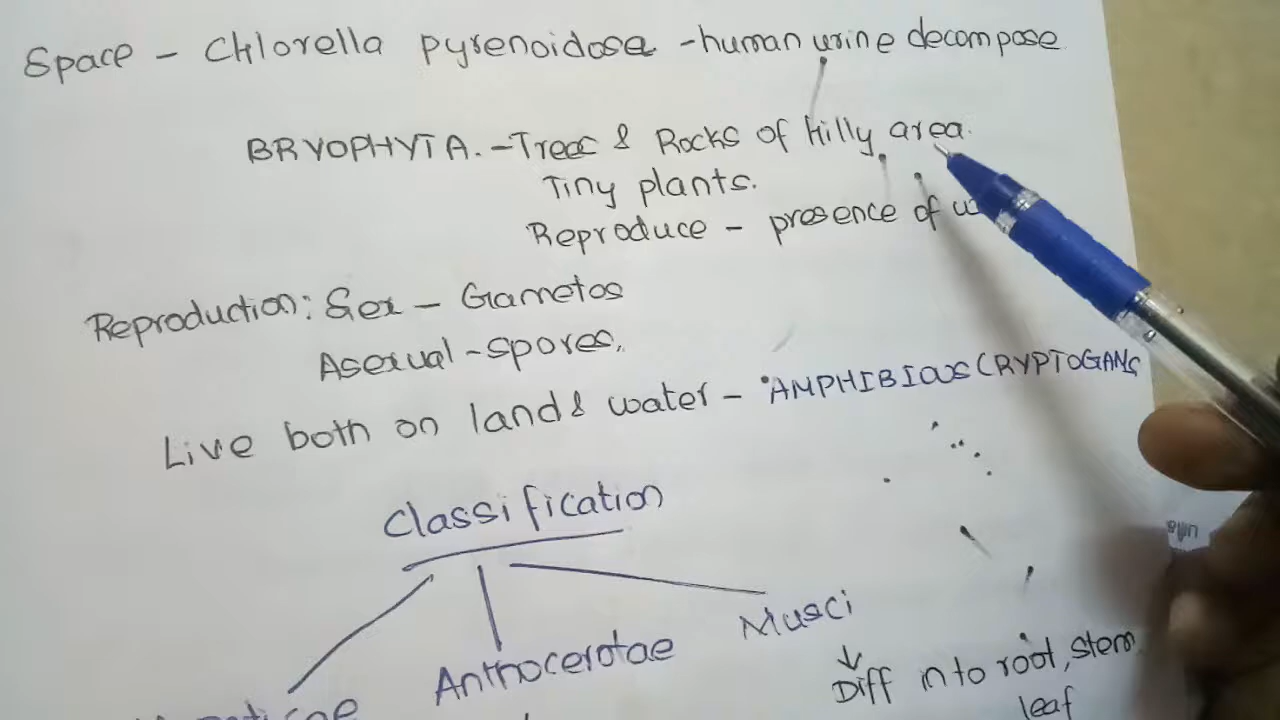 Space - Chlorella pyrenoidosa - human urine decompose
BRYOPHYTA. - Trees & Rocks of hilly area.
Tiny plants.
Reproduce - presence of
Reproduction: Sex - Gametes
Asexual - spores.
Live both on land & water - AMPHIBIOUS CRYPTOGAMS
Classification
Anthocerotae
Musci
Diff into root, stem,
leaf